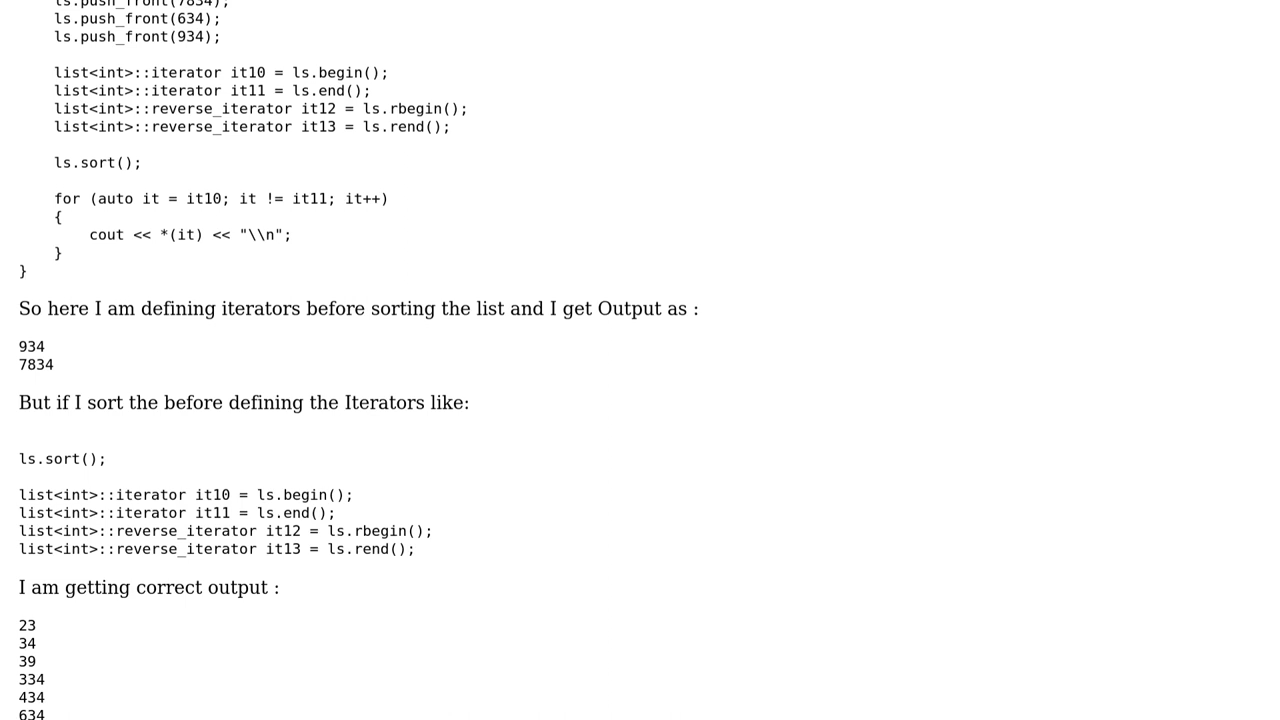 ls.push_front(7834);
ls.push_front(634);
ls.push_front(934);
list<int>::iterator it10 = ls.begin();
list<int>::iterator it11 = ls.end();
list<int>::reverse_iterator it12 = ls.rbegin();
list<int>::reverse_iterator it13 = ls.rend();
ls.sort();
for (auto it = it10; it != it11; it++)
{
cout << *(it) << "\\n";
}
}
So here I am defining iterators before sorting the list and I get Output as :
934
7834
But if I sort the before defining the Iterators like:
ls.sort();
list<int>::iterator it10 = ls.begin();
list<int>::iterator it11 = ls.end();
list<int>::reverse_iterator it12 = ls.rbegin();
list<int>::reverse_iterator it13 = ls.rend();
I am getting correct output :
23
34
39
334
434
634